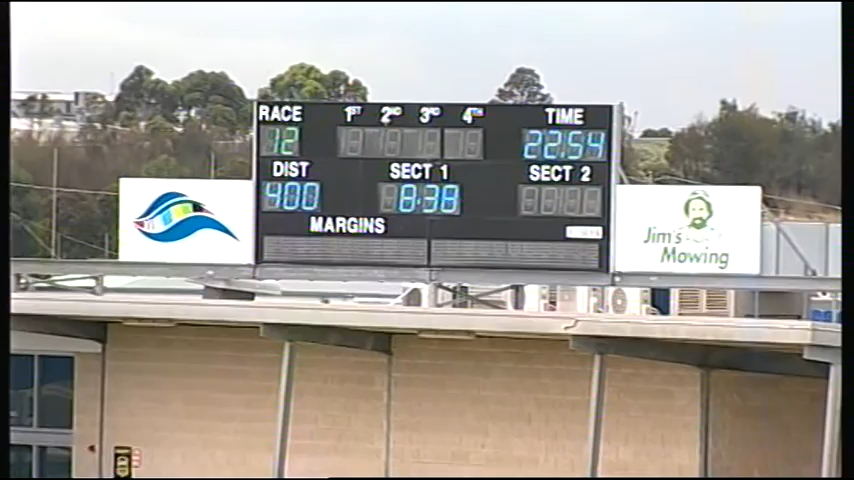 RACE 1ST 2ND 3RD 4TH TIME
12 22:54
DIST SECT 1 SECT 2
400 8:38
MARGINS
Jim's
Mowing